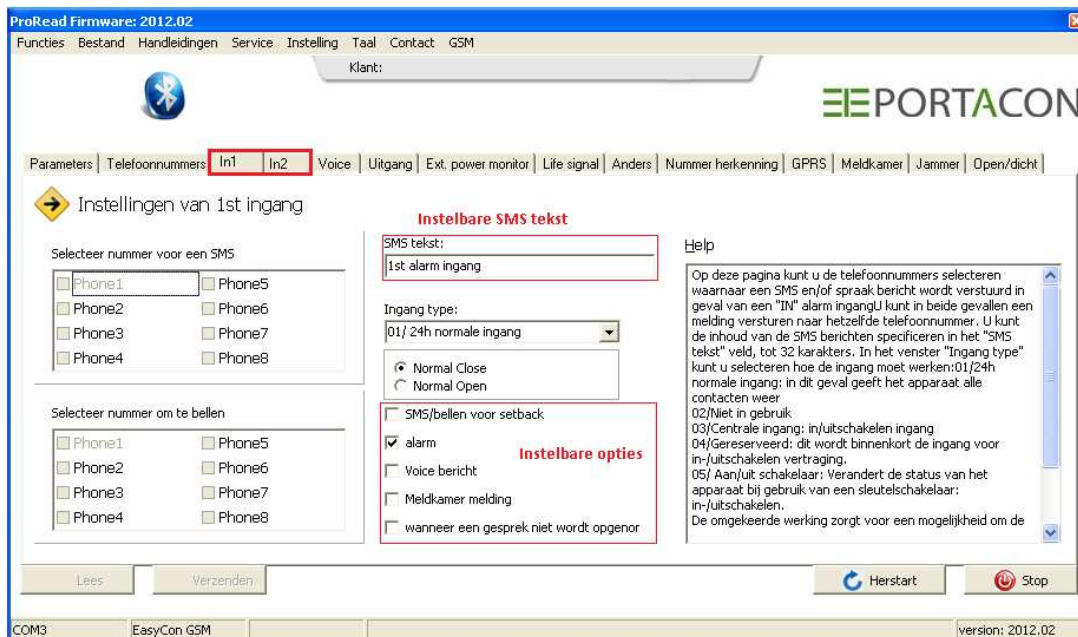 ProRead Firmware: 2012.02
Functies Bestand Handleidingen Service Instelling Taal Contact GSM
Klant:
PORTACON
Parameters Telefoonnummers In1 In2 Voice Uitgang Ext. power monitor Life signal Anders Nummer herkenning GPRS Meldkamer Jammer Open/dicht
Instellingen van 1st ingang
Selecteer nummer voor een SMS
Phone1 Phone5
Phone2 Phone6
Phone3 Phone7
Phone4 Phone8
Selecteer nummer om te bellen
Phone1 Phone5
Phone2 Phone6
Phone3 Phone7
Phone4 Phone8
Instelbare SMS tekst
SMS tekst:
1st alarm ingang
Ingang type:
01/ 24h normale ingang
Normal Close
Normal Open
SMS/bellen voor setback
alarm
Instelbare opties
Voice bericht
Meldkamer melding
wanneer een gesprek niet wordt opgenor
Help
Op deze pagina kunt u de telefoonnummers selecteren
waarnaar een SMS en/of spraak bericht wordt verstuurd in
geval van een "IN" alarm ingangU kunt in beide gevallen een
melding versturen naar hetzelfde telefoonnummer. U kunt
de inhoud van de SMS berichten specificeren in het "SMS
tekst" veld, tot 32 karakters. In het venster "Ingang type"
kunt u selecteren hoe de ingang moet werken:01/24h
normale ingang: in dit geval geeft het apparaat alle
contacten weer
02/Niet in gebruik
03/Centrale ingang: in/uitschakelen ingang
04/Gereserveerd: dit wordt binnenkort de ingang voor
in-/uitschakelen vertraging.
05/ Aan/uit schakelaar: Verandert de status van het
apparaat bij gebruik van een sleutelschakelaar:
in-/uitschakelen.
De omgekeerde werking zorgt voor een mogelijkheid om de
Lees Verzenden Herstart Stop
COM3 EasyCon GSM version: 2012.02